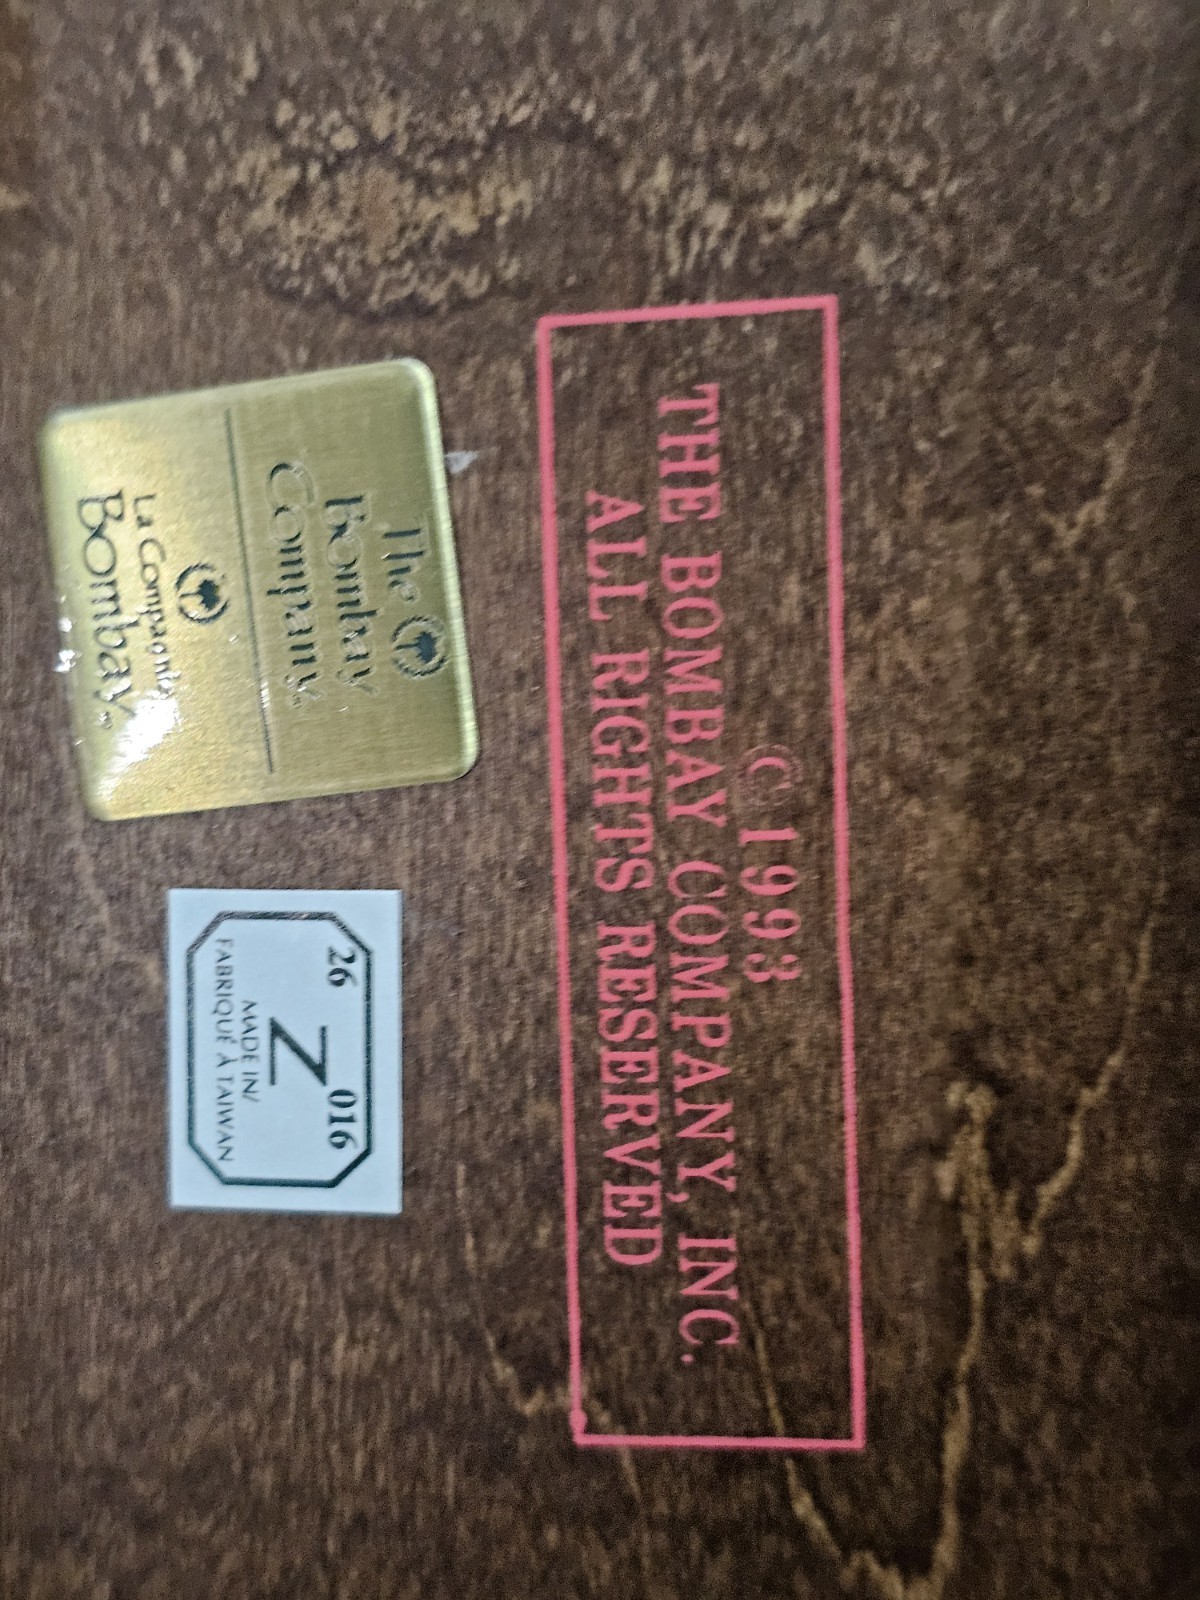 ©1993
THE BOMBAY COMPANY, INC.
ALL RIGHTS RESERVED
The
Bombay
Company®
La Compagnie
Bombay®
26 Z 016
MADE IN/
FABRIQUÉ À TAIWAN